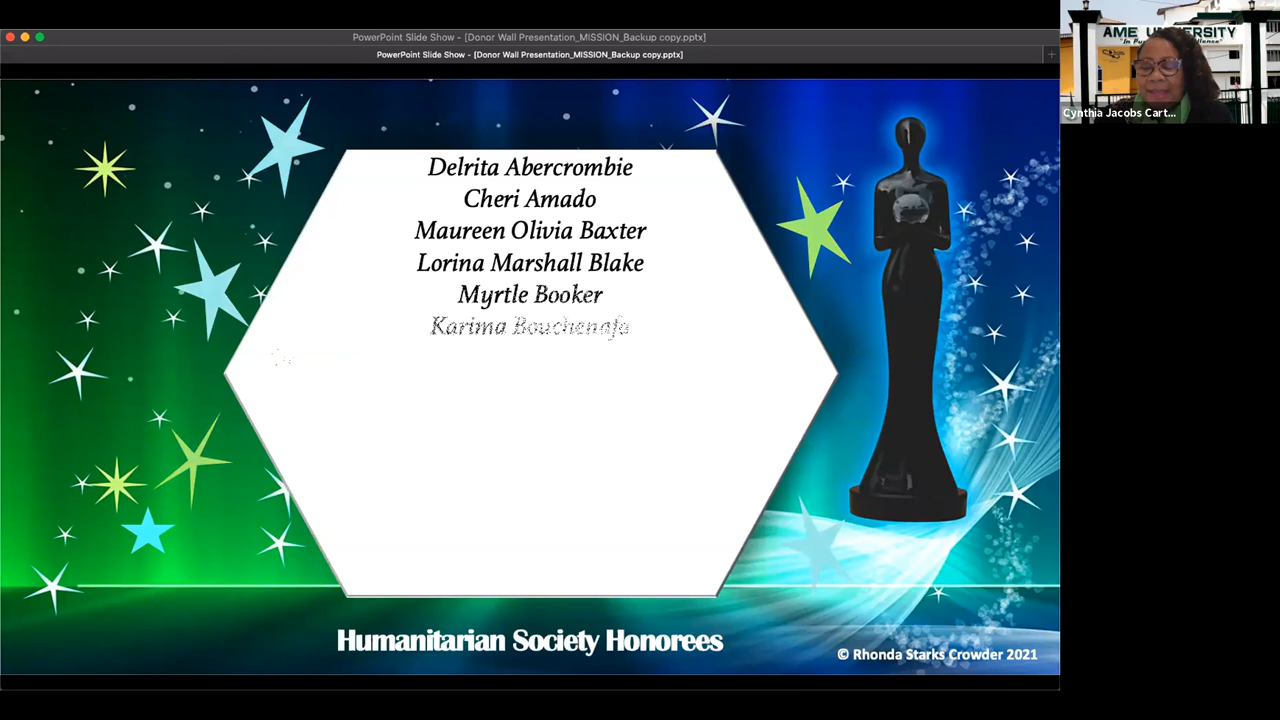 PowerPoint Slide Show - [Donor Wall Presentation_MISSION_Backup copy.pptx]
PowerPoint Slide Show - [Donor Wall Presentation_MISSION_Backup copy.pptx]
AME UNIVERSITY
Cynthia Jacobs Cart...
Delrita Abercrombie
Cheri Amado
Maureen Olivia Baxter
Lorina Marshall Blake
Myrtle Booker
Karima Bouchenafa
Humanitarian Society Honorees
© Rhonda Starks Crowder 2021